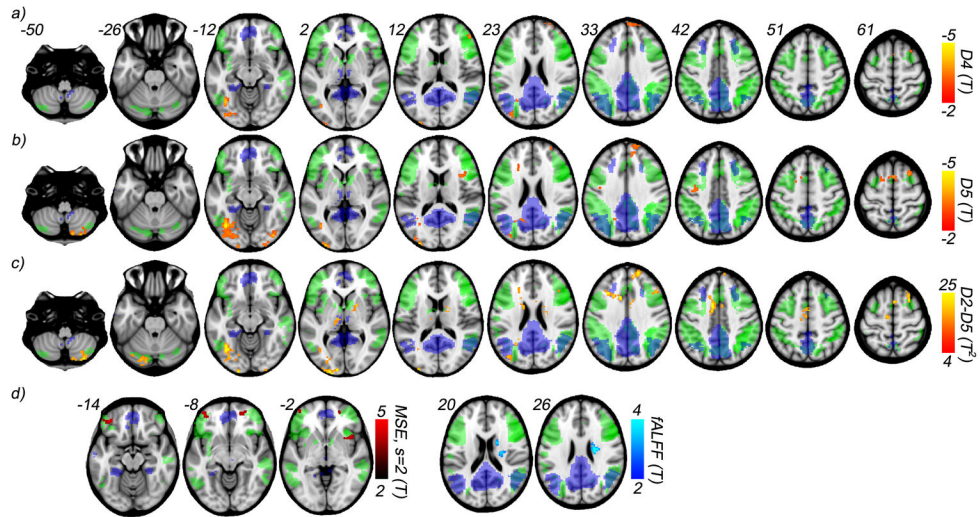 a)
-50 -26 -12 2 12 23 33 42 51 61
-5
D4 (T)
-2
b)
-5
D5 (T)
-2
c)
25
D2-D5 (T²)
4
d)
-14 -8 -2
5
MSE, s=2 (T)
2
20 26
4
fALFF (T)
2